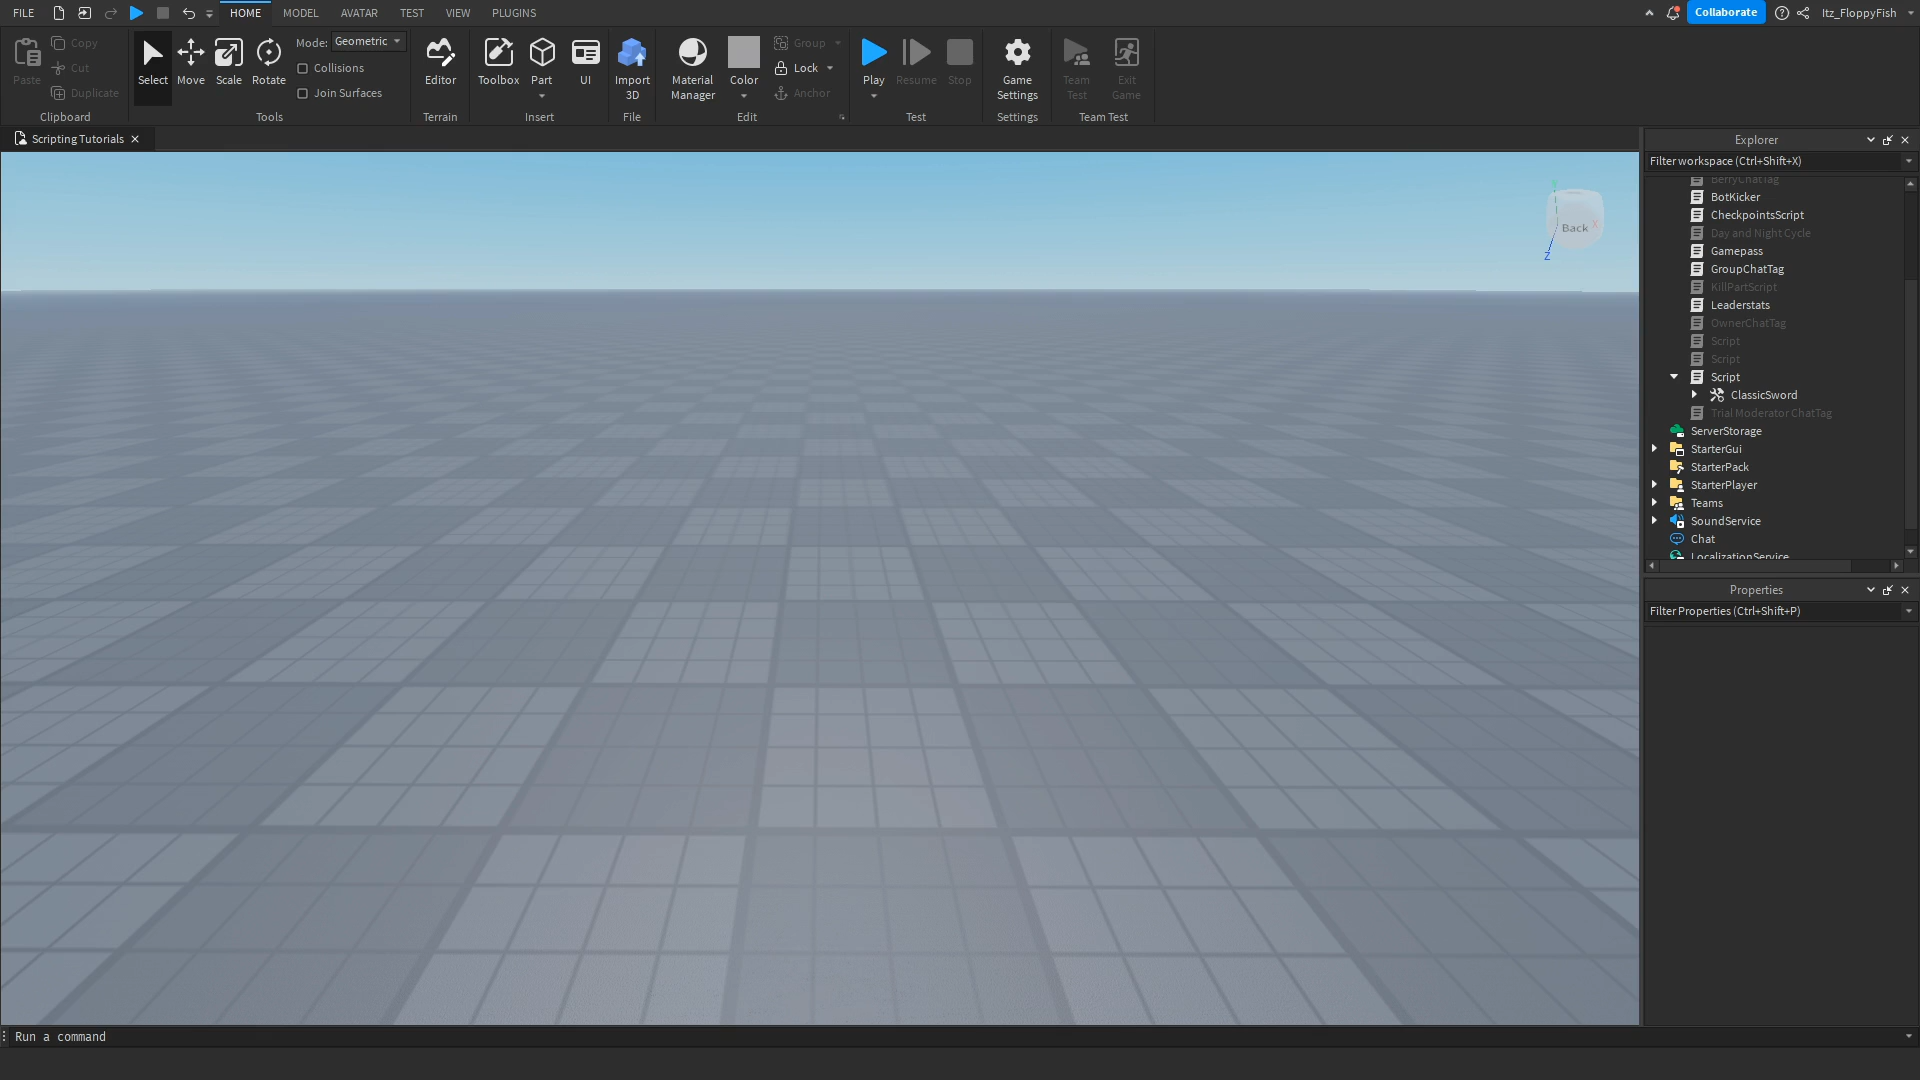 FILE HOME MODEL AVATAR TEST VIEW PLUGINS Collaborate Itz_FloppyFish
Paste Copy Cut Duplicate
Clipboard
Select Move Scale Rotate
Mode: Geometric
Collisions
Join Surfaces
Tools
Editor
Terrain
Toolbox Part UI
Insert
Import 3D
File
Material Manager
Color
Group
Lock
Anchor
Edit
Play Resume Stop
Test
Game Settings
Settings
Team Test
Exit Game
Team Test
Scripting Tutorials
Back
Z
Explorer
Filter workspace (Ctrl+Shift+X)
BerryChatTag
BotKicker
CheckpointsScript
Day and Night Cycle
Gamepass
GroupChatTag
KillPartScript
Leaderstats
OwnerChatTag
Script
Script
Script
ClassicSword
Trial Moderator ChatTag
ServerStorage
StarterGui
StarterPack
StarterPlayer
Teams
SoundService
Chat
LocalizationService
Properties
Filter Properties (Ctrl+Shift+P)
Run a command